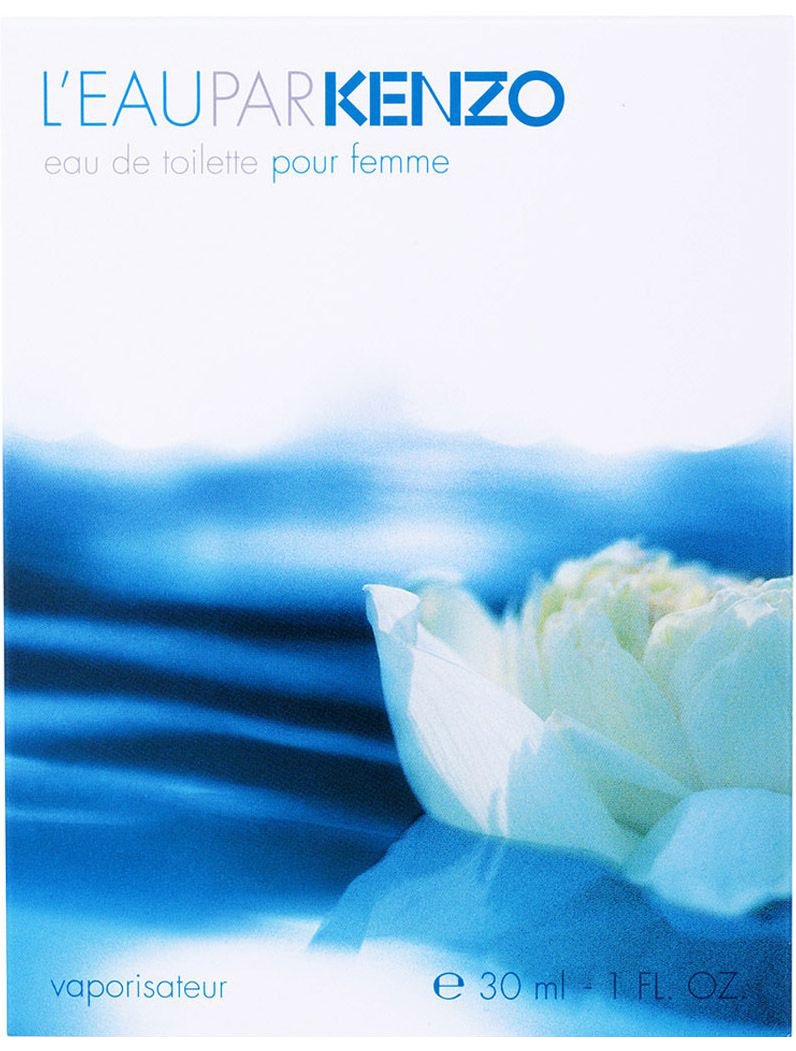 L'EAUPARKENZO
eau de toilette pour femme
vaporisateur
℮ 30 ml - 1 FL. OZ.